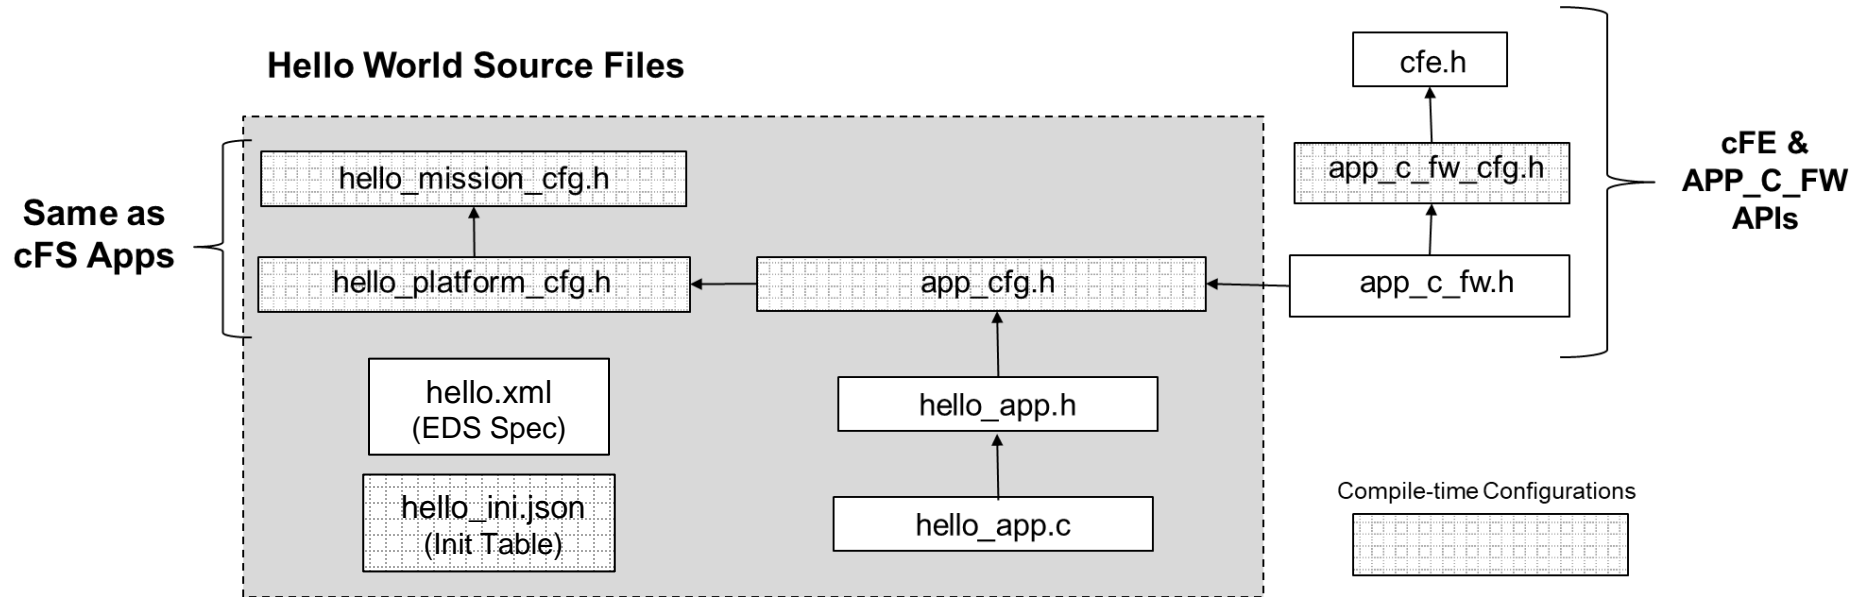 Hello World Source Files
cfe.h
hello_mission_cfg.h
app_c_fw_cfg.h
cFE &
APP_C_FW
APIs
Same as
cFS Apps
hello_platform_cfg.h
app_cfg.h
app_c_fw.h
hello.xml
(EDS Spec)
hello_app.h
hello_ini.json
(Init Table)
hello_app.c
Compile-time Configurations